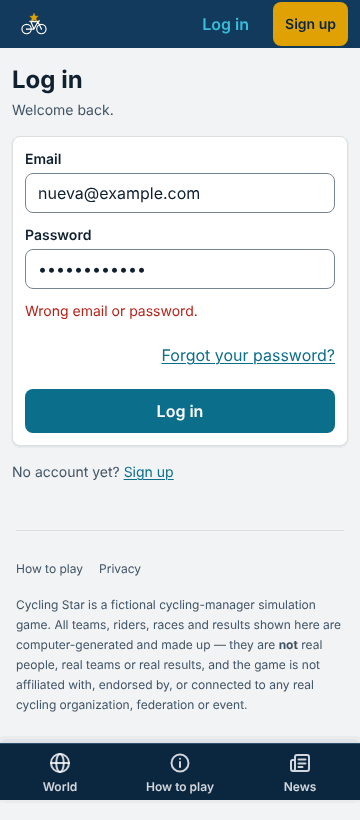 Log in
Sign up
Log in
Welcome back.
Email
nueva@example.com
Password
••••••••••••
Wrong email or password.
Forgot your password?
Log in
No account yet? Sign up
How to play
Privacy
Cycling Star is a fictional cycling-manager simulation
game. All teams, riders, races and results shown here are
computer-generated and made up — they are not real
people, real teams or real results, and the game is not
affiliated with, endorsed by, or connected to any real
cycling organization, federation or event.
World
How to play
News